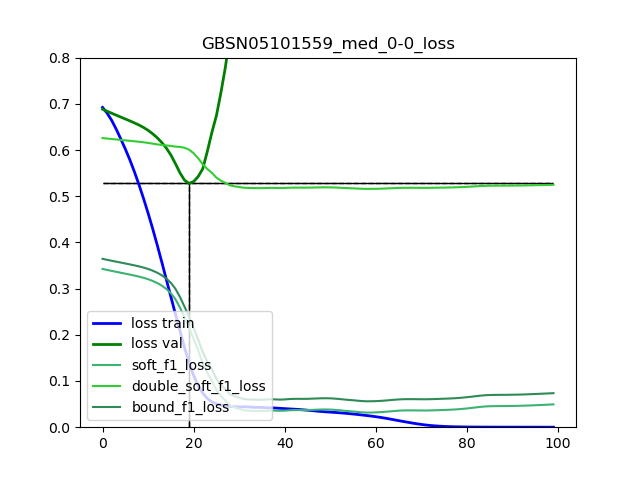 GBSN05101559_med_0-0_loss
0.8
0.7
0.6
0.5
0.4
0.3
0.2
0.1
0.0
loss train
loss val
soft_f1_loss
double_soft_f1_loss
bound_f1_loss
0 20 40 60 80 100